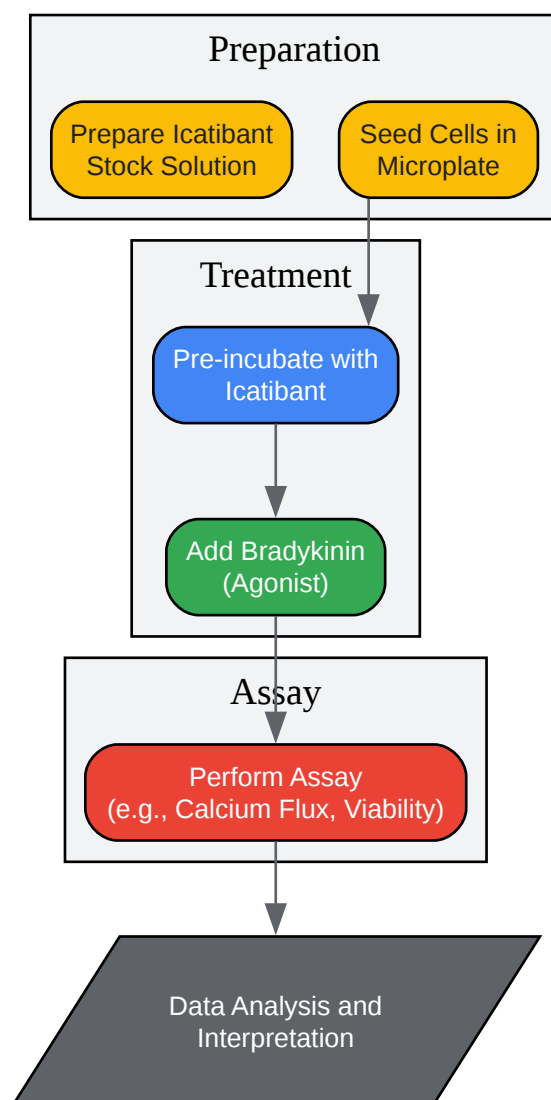 Preparation
Prepare Icatibant
Stock Solution
Seed Cells in
Microplate
Treatment
Pre-incubate with
Icatibant
Add Bradykinin
(Agonist)
Assay
Perform Assay
(e.g., Calcium Flux, Viability)
Data Analysis and
Interpretation